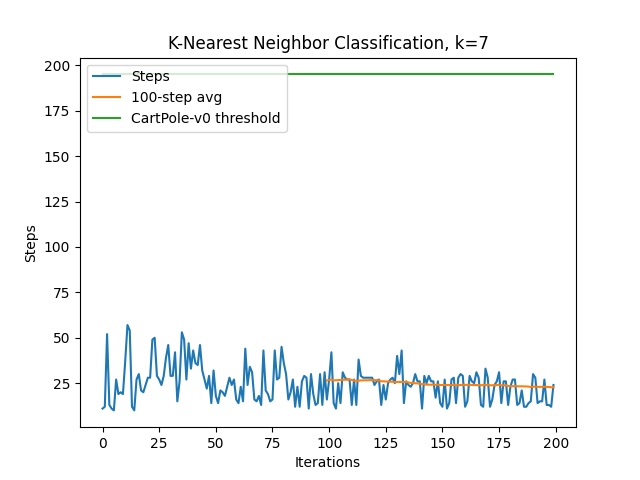 K-Nearest Neighbor Classification, k=7
200
175
150
125
100
75
50
25
Steps
Steps
100-step avg
CartPole-v0 threshold
0 25 50 75 100 125 150 175 200
Iterations